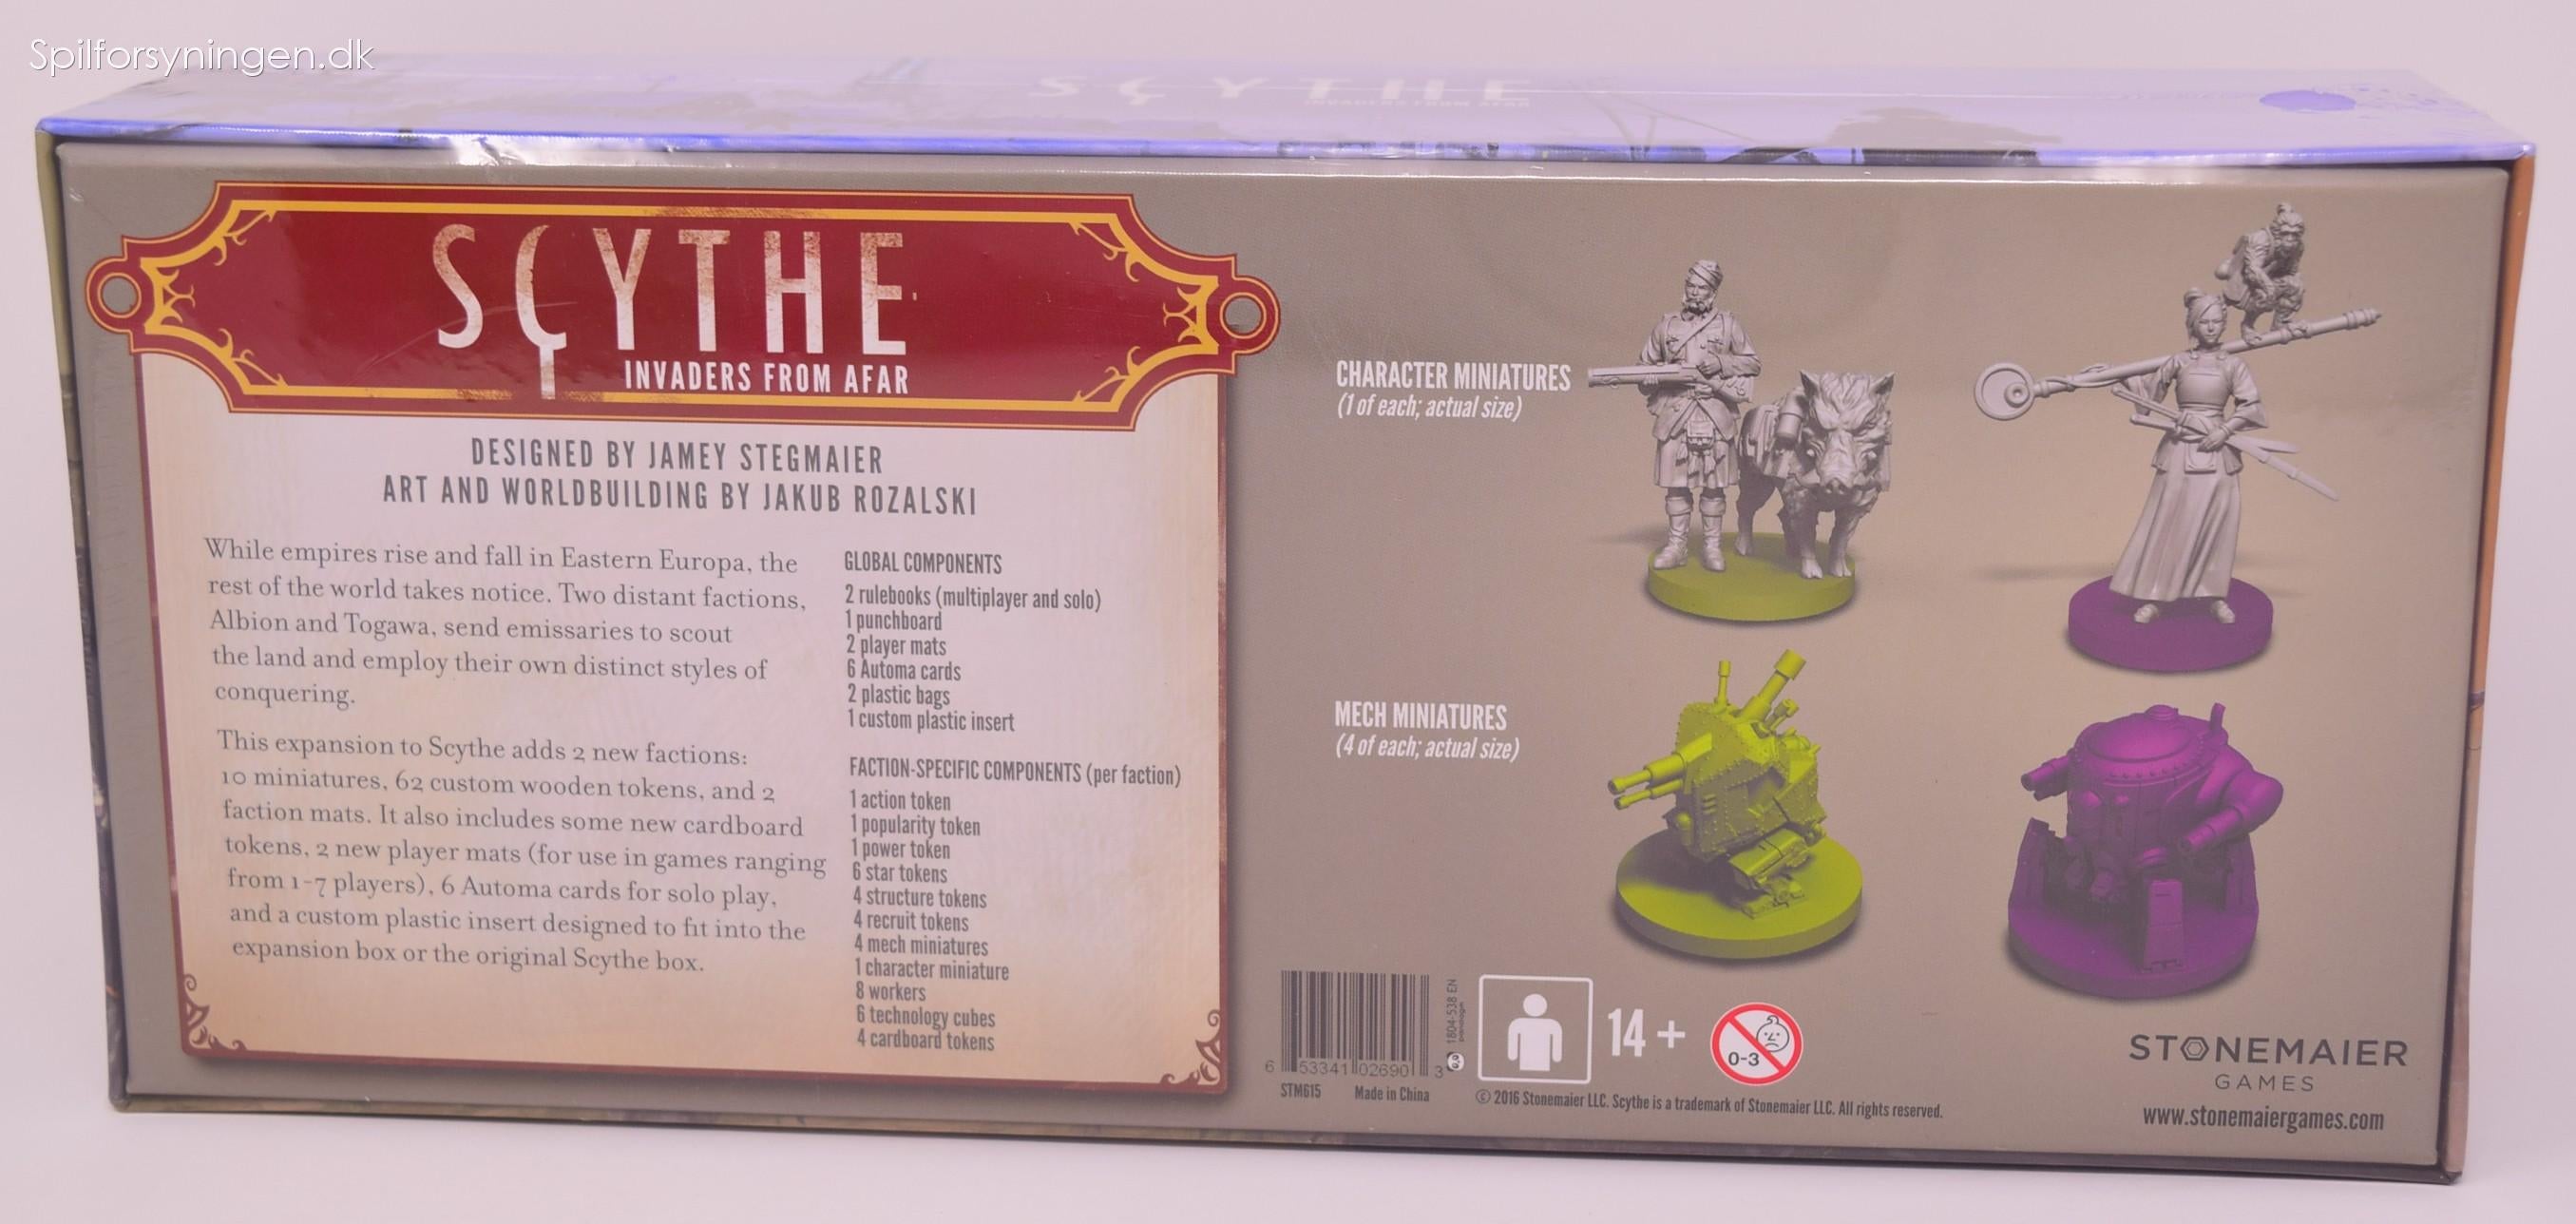 Spilforsyningen.dk
SCYTHE
INVADERS FROM AFAR
SCYTHE
INVADERS FROM AFAR
DESIGNED BY JAMEY STEGMAIER
ART AND WORLDBUILDING BY JAKUB ROZALSKI
While empires rise and fall in Eastern Europa, the
rest of the world takes notice. Two distant factions,
Albion and Togawa, send emissaries to scout
the land and employ their own distinct styles of
conquering.
This expansion to Scythe adds 2 new factions:
10 miniatures, 62 custom wooden tokens, and 2
faction mats. It also includes some new cardboard
tokens, 2 new player mats (for use in games ranging
from 1-7 players), 6 Automa cards for solo play,
and a custom plastic insert designed to fit into the
expansion box or the original Scythe box.
GLOBAL COMPONENTS
2 rulebooks (multiplayer and solo)
1 punchboard
2 player mats
6 Automa cards
2 plastic bags
1 custom plastic insert
FACTION-SPECIFIC COMPONENTS (per faction)
1 action token
1 popularity token
1 power token
6 star tokens
4 structure tokens
4 recruit tokens
4 mech miniatures
1 character miniature
8 workers
6 technology cubes
4 cardboard tokens
CHARACTER MINIATURES
(1 of each; actual size)
MECH MINIATURES
(4 of each; actual size)
6 53341 02690 3
STM615 Made in China
1804-5538 EN
14+
0-3
© 2016 Stonemaier LLC. Scythe is a trademark of Stonemaier LLC. All rights reserved.
STONEMAIER
GAMES
www.stonemaiergames.com